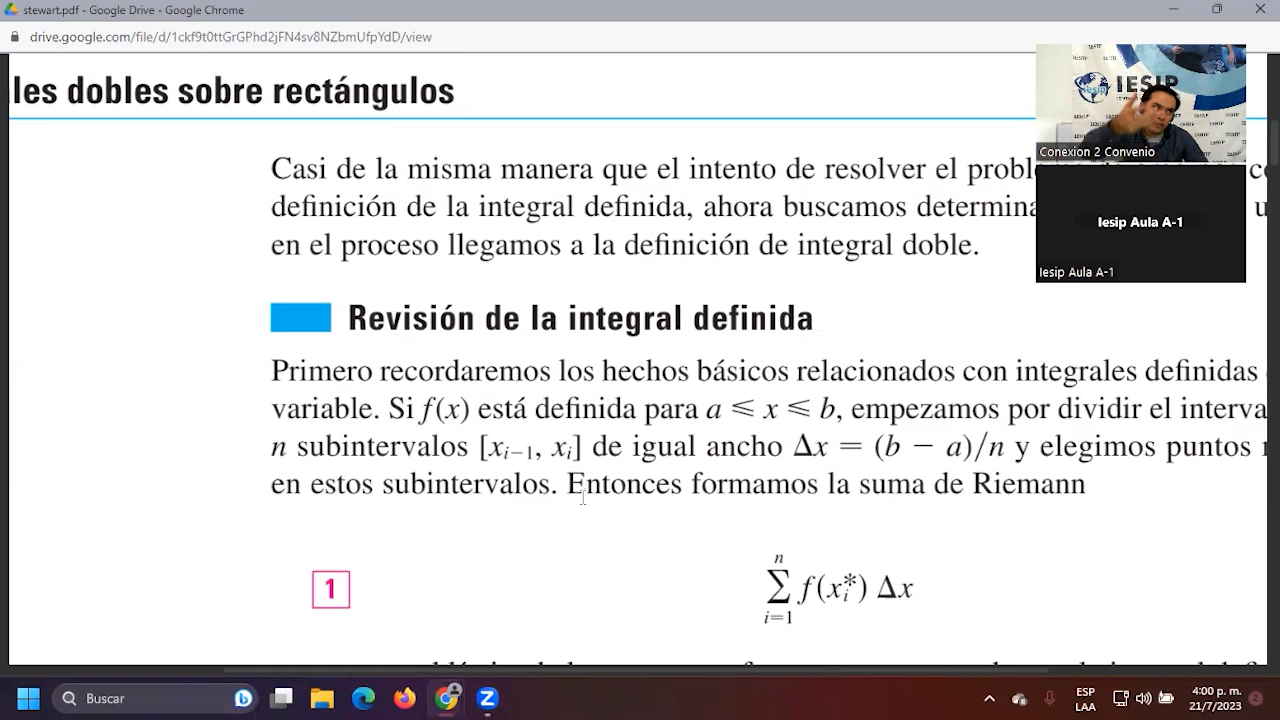 stewart.pdf - Google Drive - Google Chrome
drive.google.com/file/d/1ckf9t0ttGrGPhd2jFN4sv8NZbmUfpYdD/view
les dobles sobre rectángulos
IESIP
Conexion 2 Convenio
Iesip Aula A-1
Iesip Aula A-1
Casi de la misma manera que el intento de resolver el
definición de la integral definida, ahora buscamos
en el proceso llegamos a la definición de integral doble.
Revisión de la integral definida
Primero recordaremos los hechos básicos relacionados con integrales definidas
variable. Si f(x) está definida para a ≤ x ≤ b, empezamos por dividir el
n subintervalos [xᵢ₋₁, xᵢ] de igual ancho Δx = (b − a)/n y elegimos puntos
en estos subintervalos. Entonces formamos la suma de Riemann
1
n
∑ f(xᵢ*) Δx
i=1
Buscar
ESP
LAA
4:00 p. m.
21/7/2023
2